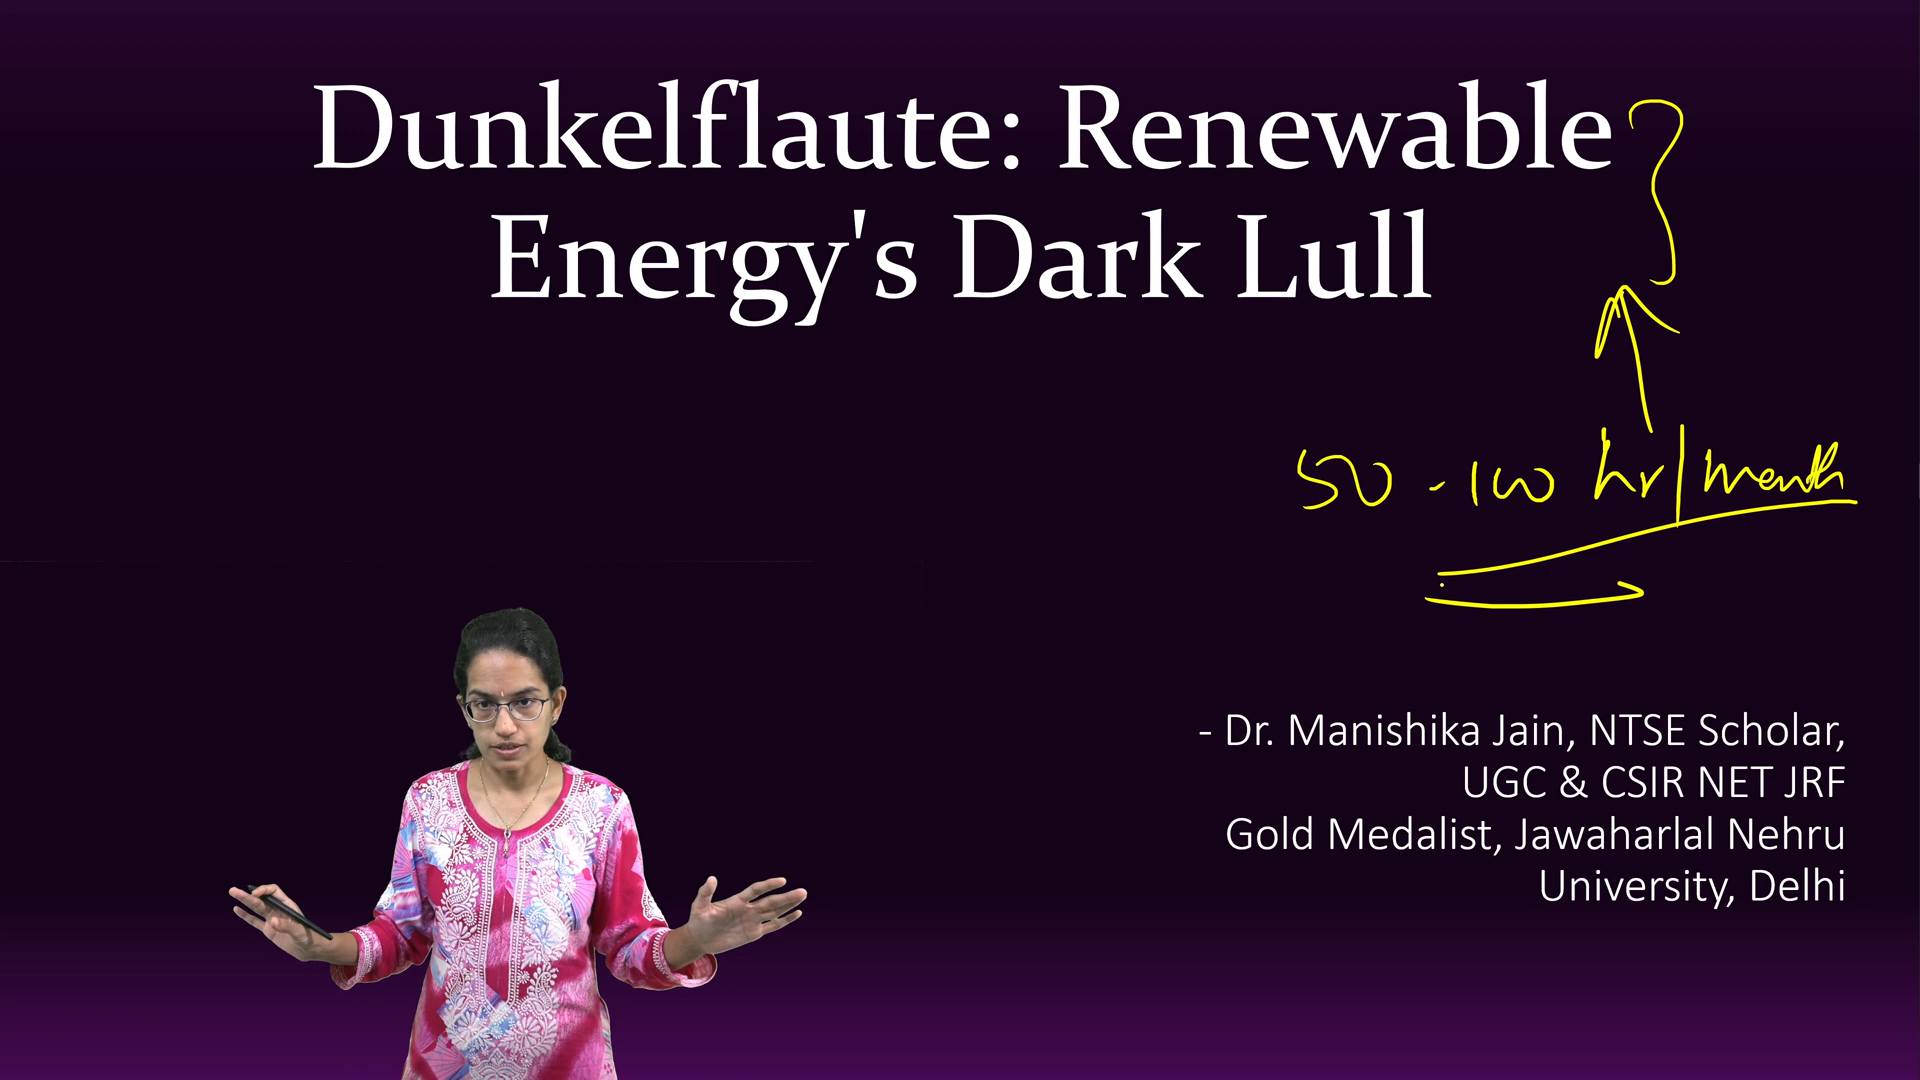 Dunkelflaute: Renewable
Energy's Dark Lull
50 - 100 hr/month
- Dr. Manishika Jain, NTSE Scholar,
UGC & CSIR NET JRF
Gold Medalist, Jawaharlal Nehru
University, Delhi